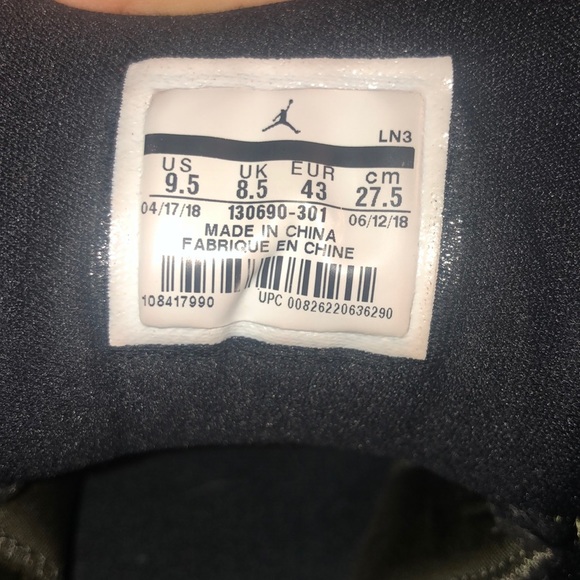 LN3
US UK EUR cm
9.5 8.5 43 27.5
04/17/18 130690-301 06/12/18
MADE IN CHINA
FABRIQUE EN CHINE
108417990 UPC 00826220636290